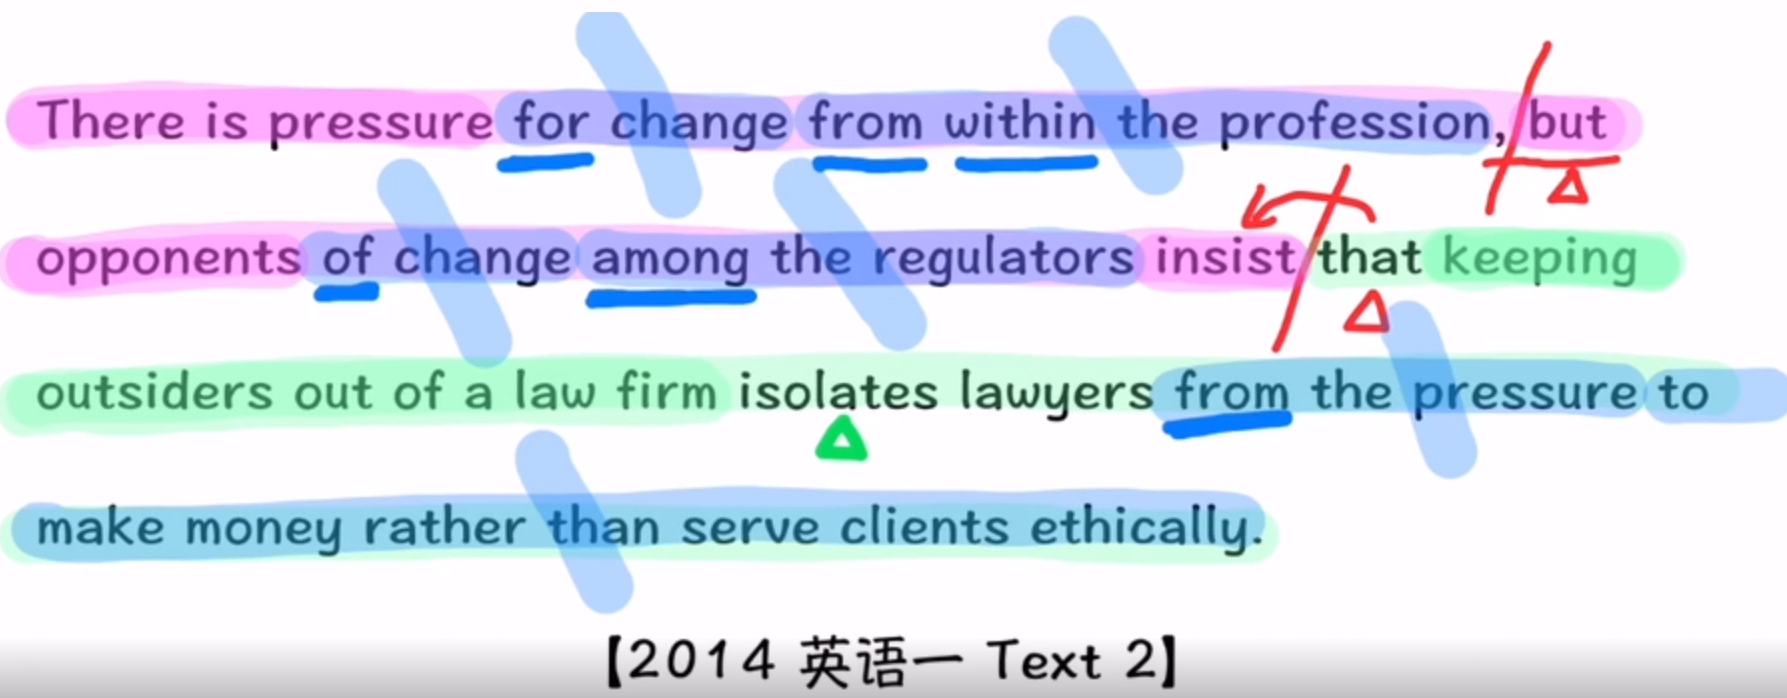 There is pressure for change from within the profession, but
opponents of change among the regulators insist that keeping
outsiders out of a law firm isolates lawyers from the pressure to
make money rather than serve clients ethically.
【2014 英语一 Text 2】